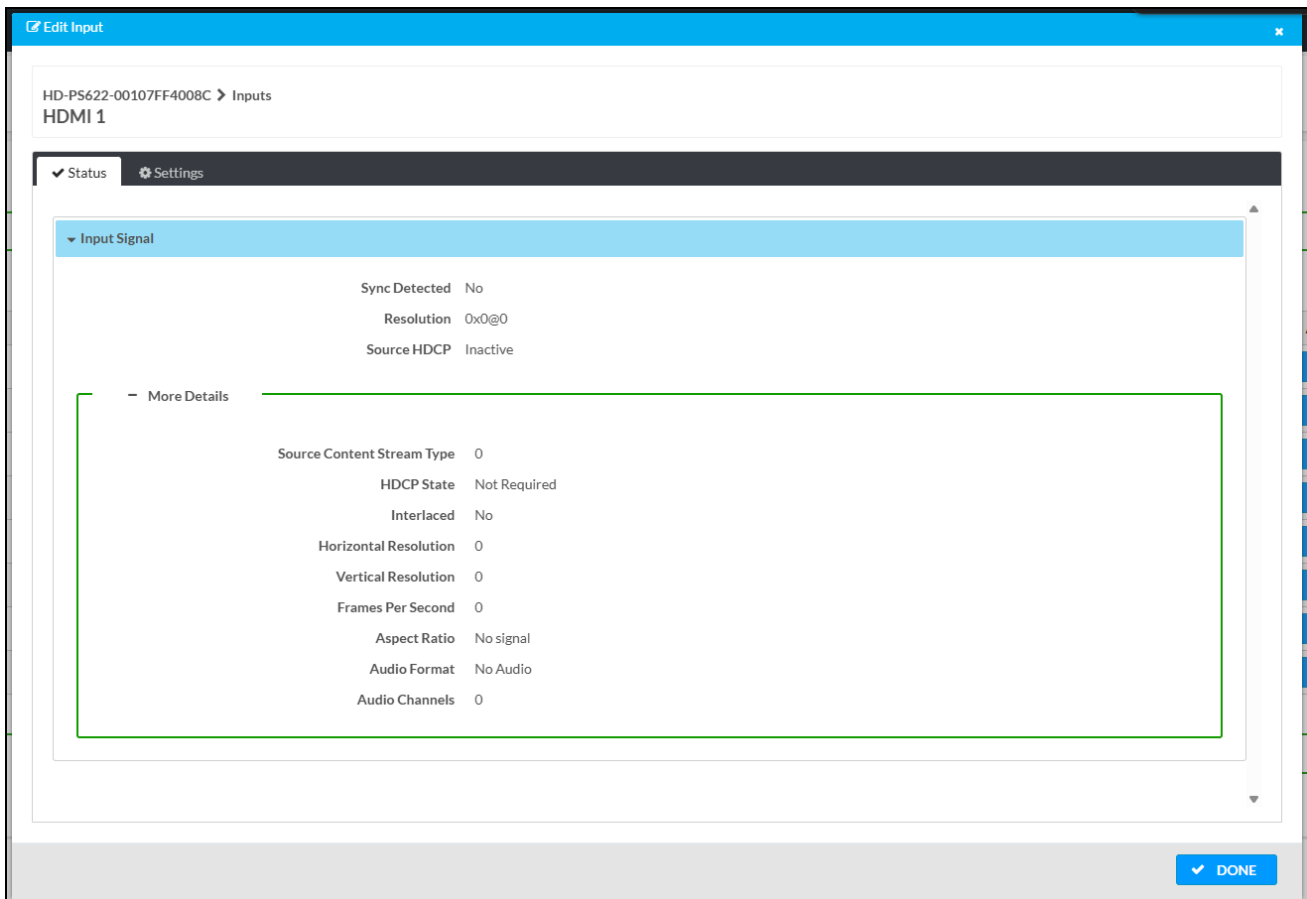 Edit Input
HD-PS622-00107FF4008C > Inputs
HDMI 1
Status Settings
Input Signal
Sync Detected No
Resolution 0x0@0
Source HDCP Inactive
− More Details
Source Content Stream Type 0
HDCP State Not Required
Interlaced No
Horizontal Resolution 0
Vertical Resolution 0
Frames Per Second 0
Aspect Ratio No signal
Audio Format No Audio
Audio Channels 0
DONE